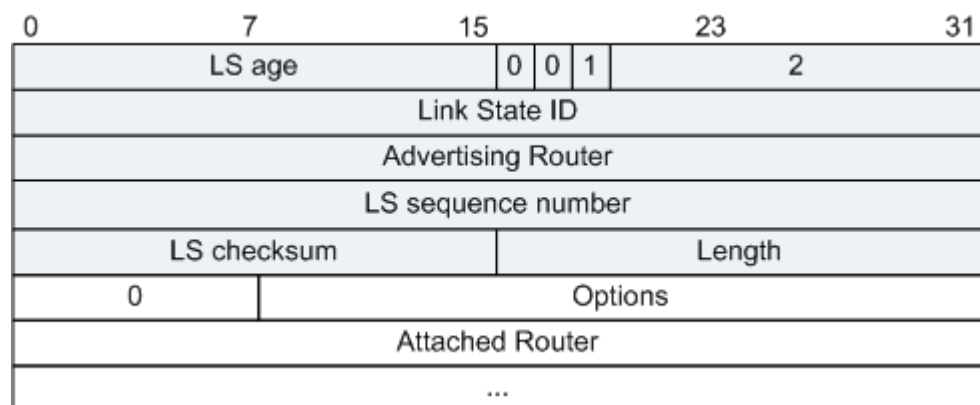 0 7 15 23 31
LS age 0 0 1 2
Link State ID
Advertising Router
LS sequence number
LS checksum Length
0 Options
Attached Router
...